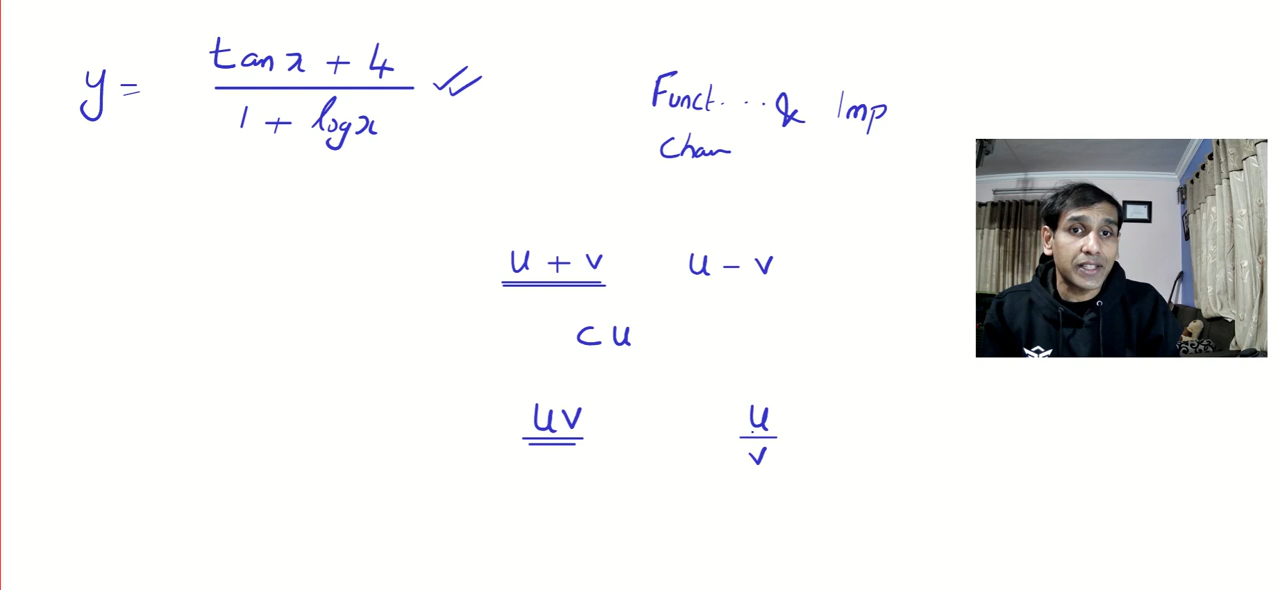 y = tan x + 4 / 1 + log x
Funct... & Imp
Chan
u + v    u - v
c u
uv    u / v